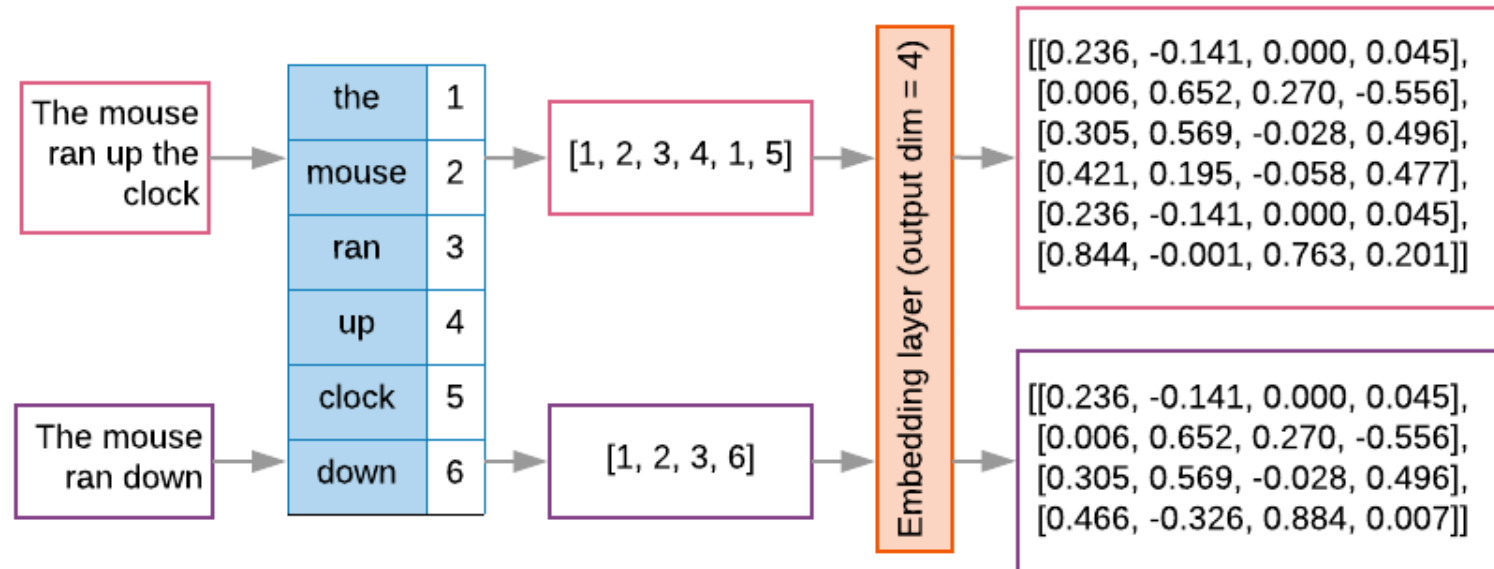 The mouse
ran up the
clock
The mouse
ran down
the 1
mouse 2
ran 3
up 4
clock 5
down 6
[1, 2, 3, 4, 1, 5]
[1, 2, 3, 6]
Embedding layer (output dim = 4)
[[0.236, -0.141, 0.000, 0.045],
[0.006, 0.652, 0.270, -0.556],
[0.305, 0.569, -0.028, 0.496],
[0.421, 0.195, -0.058, 0.477],
[0.236, -0.141, 0.000, 0.045],
[0.844, -0.001, 0.763, 0.201]]
[[0.236, -0.141, 0.000, 0.045],
[0.006, 0.652, 0.270, -0.556],
[0.305, 0.569, -0.028, 0.496],
[0.466, -0.326, 0.884, 0.007]]